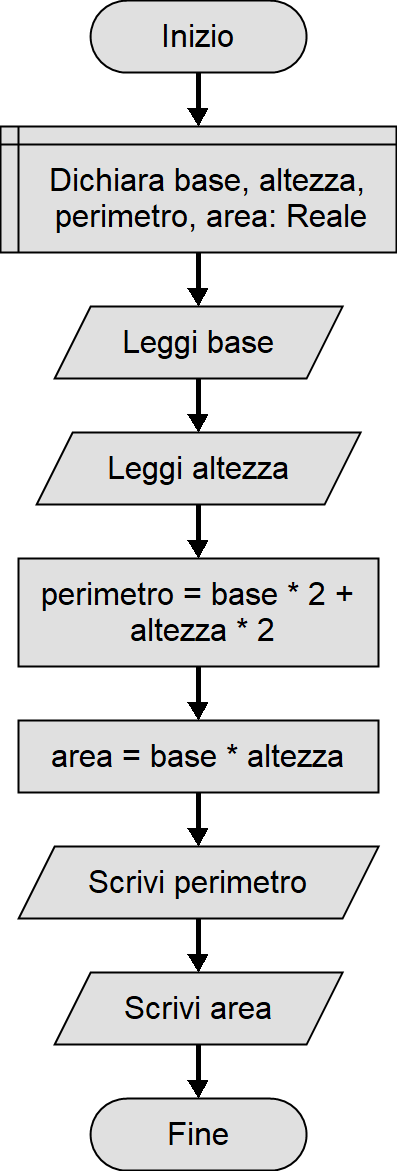 Inizio
Dichiara base, altezza,
perimetro, area: Reale
Leggi base
Leggi altezza
perimetro = base * 2 +
altezza * 2
area = base * altezza
Scrivi perimetro
Scrivi area
Fine